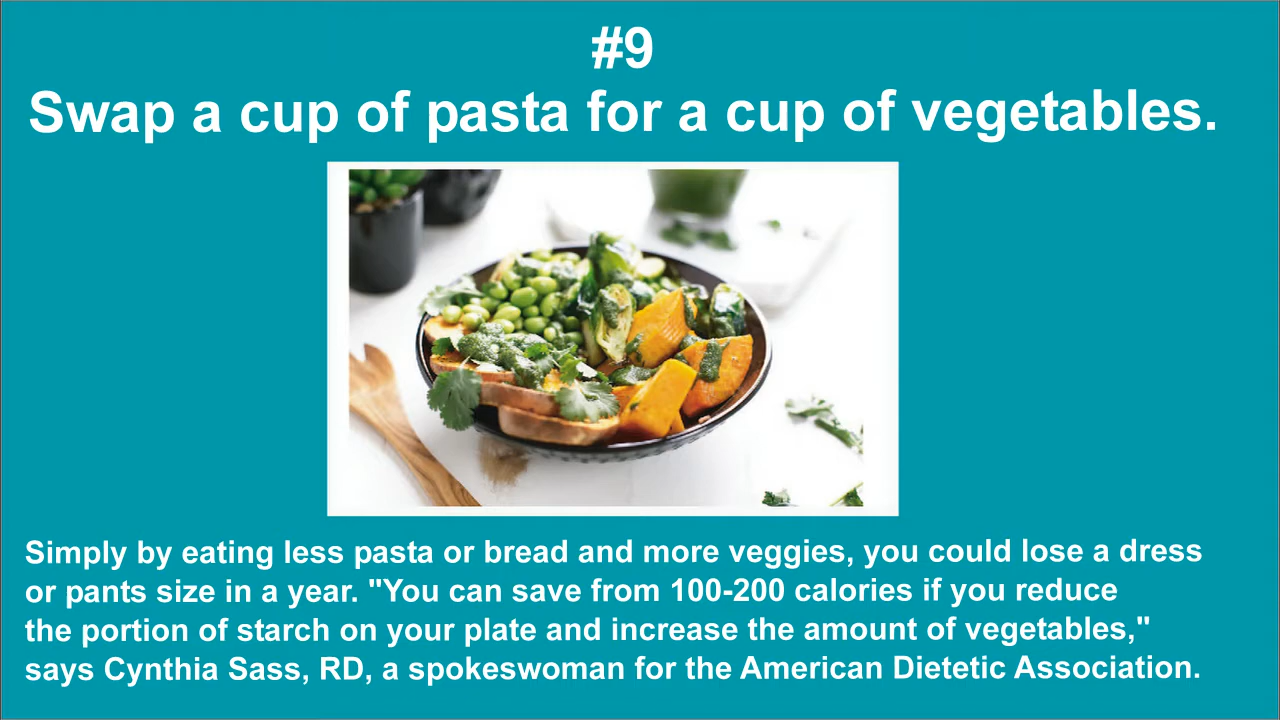 #9
Swap a cup of pasta for a cup of vegetables.
Simply by eating less pasta or bread and more veggies, you could lose a dress
or pants size in a year. "You can save from 100-200 calories if you reduce
the portion of starch on your plate and increase the amount of vegetables,"
says Cynthia Sass, RD, a spokeswoman for the American Dietetic Association.